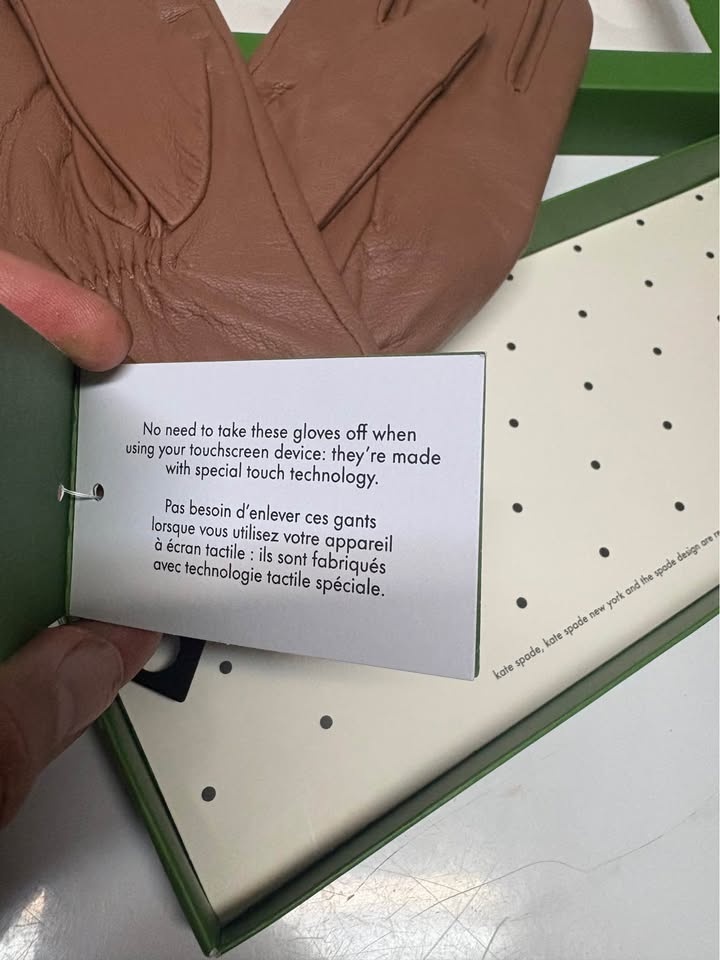 No need to take these gloves off when
using your touchscreen device: they're made
with special touch technology.
Pas besoin d'enlever ces gants
lorsque vous utilisez votre appareil
à écran tactile : ils sont fabriqués
avec technologie tactile spéciale.
kate spade, kate spade new york and the spade design are